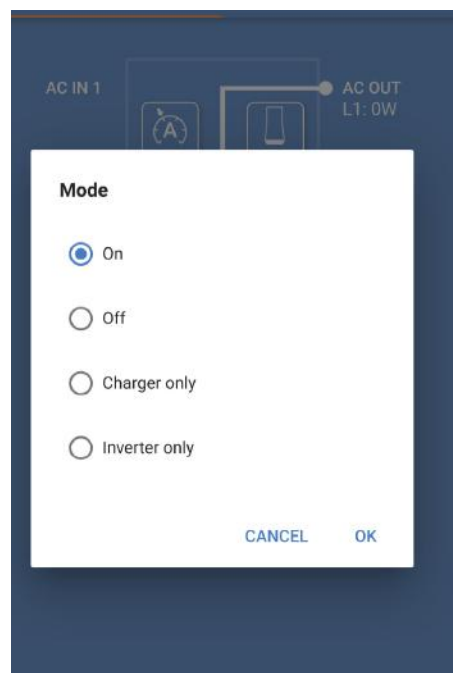 AC IN 1
AC OUT
L1: 0W
A
Mode
On
Off
Charger only
Inverter only
CANCEL
OK